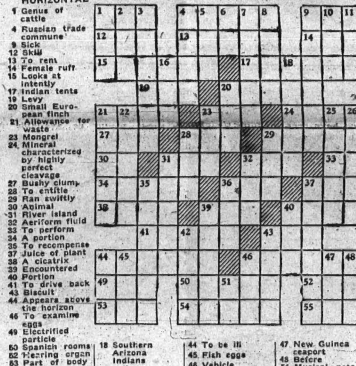 HORIZONTAL
1 Genus of
cattle
4 Russian trade
commune
9 Sick
12 Skill
13 To rent
14 Female ruff
15 Looks at
intently
17 Indian tents
19 Levy
20 Small Euro-
pean finch
21 Allowance for
waste
23 Mongrel
24 Mineral
characterized
by highly
perfect
cleavage
27 Bushy clump
28 To entitle
29 Ran swiftly
30 Animal
31 River island
32 Aeriform fluid
33 To perform
34 A portion
35 To recompense
37 Juice of plant
38 A cicatrix
39 Encountered
40 Portion
41 To drive back
43 Biscuit
44 Appears above
the horizon
46 To examine
eggs
49 Electrified
particle
50 Spanish rooms
52 Herring organ
53 Part of body
1 2 3 4 5 6 7 8 9 10 11
12 13 14
15 16 17 18
19 20
21 22 23 24 25 26
27 28 29
30 31 32 33
34 35 36 37
38 39 40
41 42 43
44 45 46 47 48
49 50 51 52
53 54 55
18 Southern
Arizona
Indians
44 To be ill
45 Fish eggs
46 Vehicle
47 New Guinea
seaport
48 Before